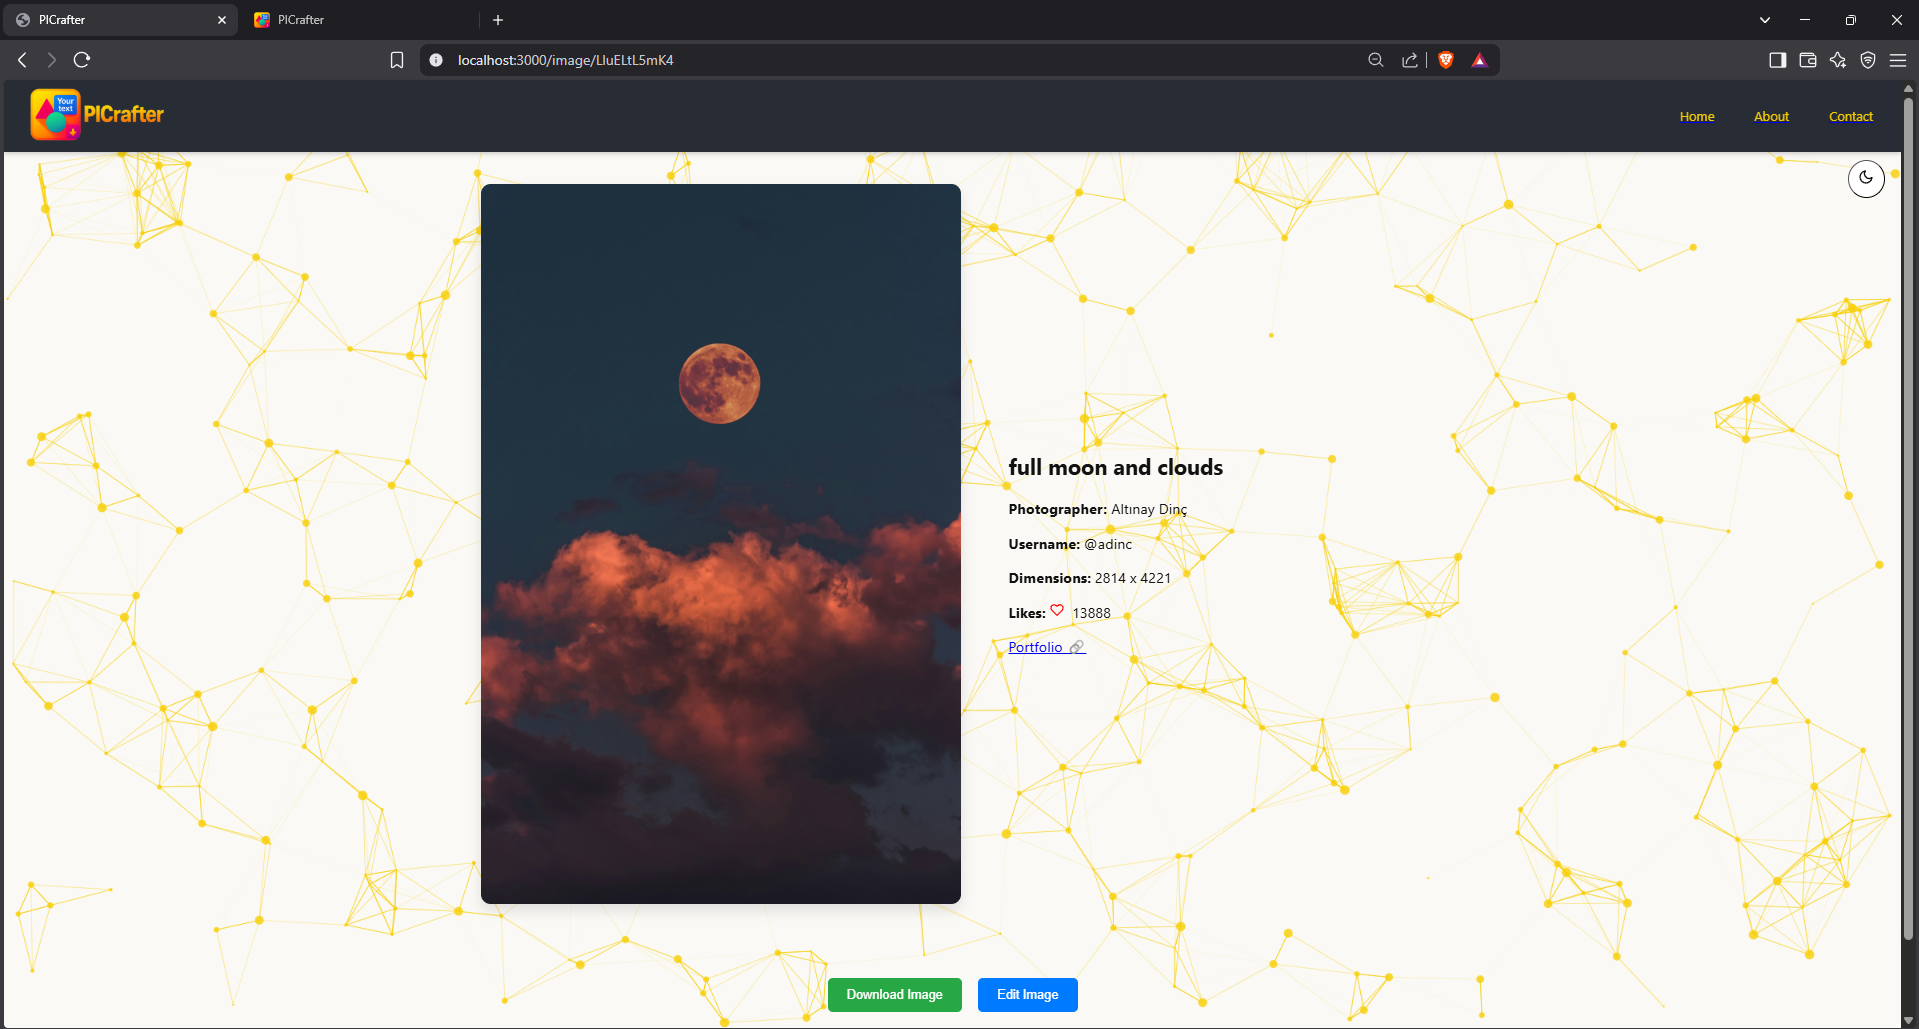 PICrafter
PICrafter
localhost:3000/image/LluELtL5mK4
Your
text
PICrafter
Home
About
Contact
full moon and clouds
Photographer: Altınay Dinç
Username: @adinc
Dimensions: 2814 x 4221
Likes: 13888
Portfolio
Download Image
Edit Image